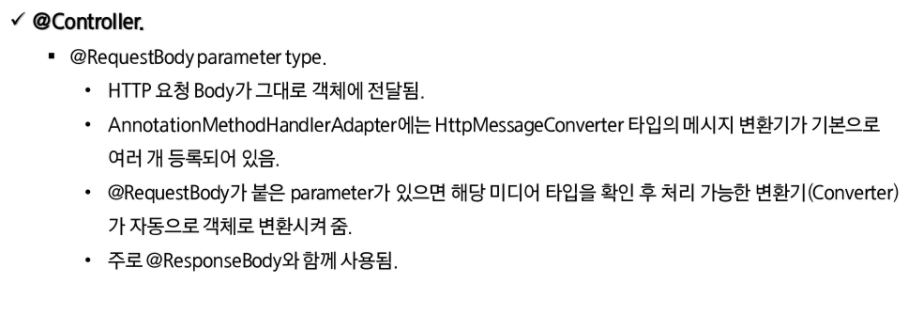 ✓ @Controller.
▪ @RequestBody parameter type.
• HTTP 요청 Body가 그대로 객체에 전달됨.
• AnnotationMethodHandlerAdapter에는 HttpMessageConverter 타입의 메시지 변환기가 기본으로
여러 개 등록되어 있음.
• @RequestBody가 붙은 parameter가 있으면 해당 미디어 타입을 확인 후 처리 가능한 변환기(Converter)
가 자동으로 객체로 변환시켜 줌.
• 주로 @ResponseBody와 함께 사용됨.